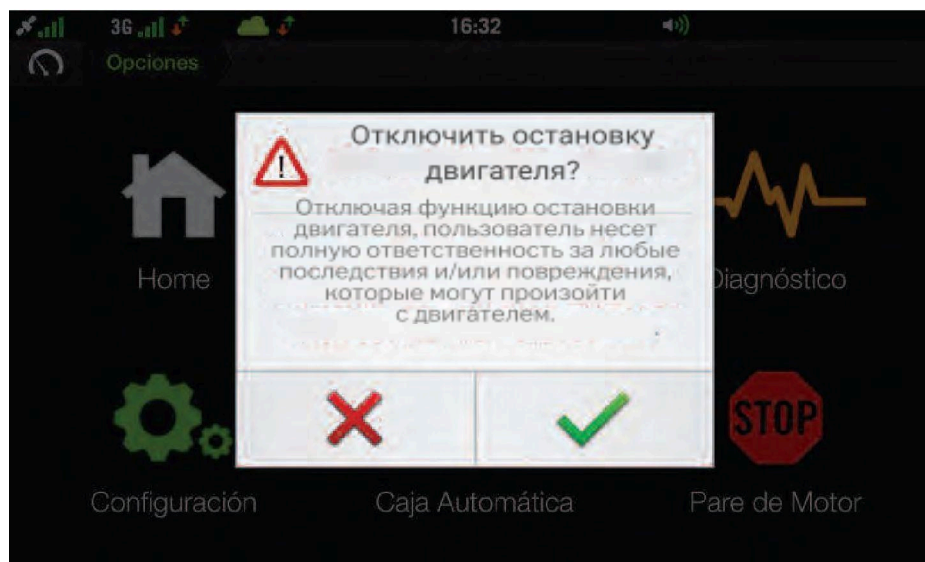 3G 16:32
Opciones
Отключить остановку
двигателя?
Отключая функцию остановки
двигателя, пользователь несет
полную ответственность за любые
последствия и/или повреждения,
которые могут произойти
с двигателем.
Home
Diagnóstico
STOP
Configuración
Caja Automática
Pare de Motor